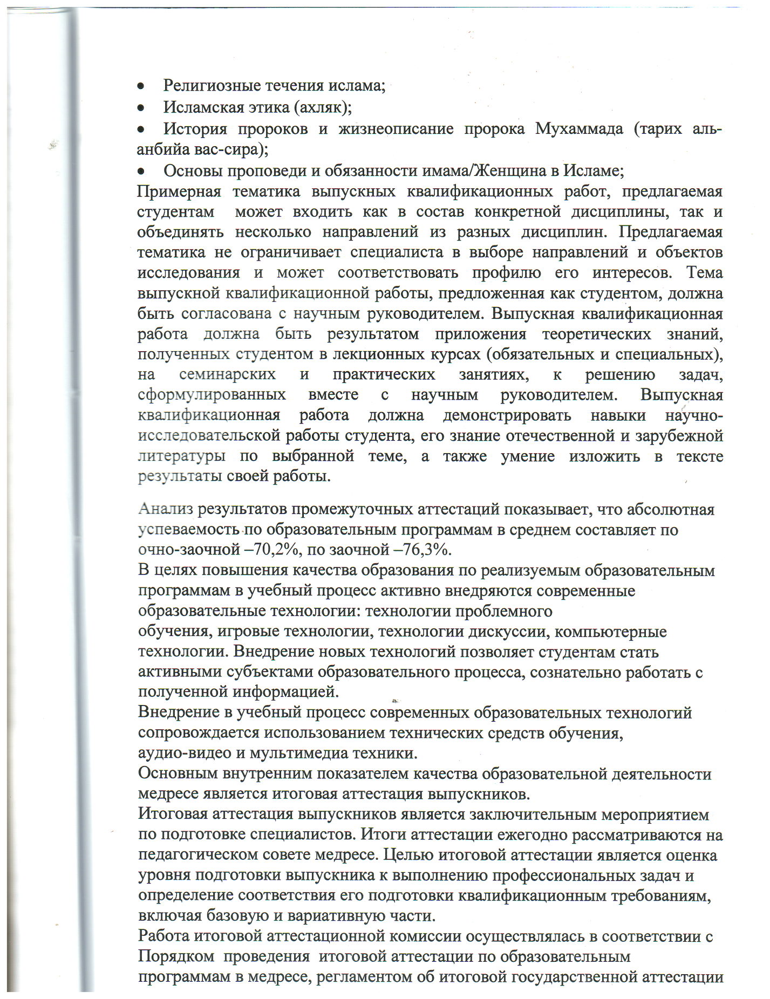 • Религиозные течения ислама;
• Исламская этика (ахляк);
• История пророков и жизнеописание пророка Мухаммада (тарих аль-
анбийа вас-сира);
• Основы проповеди и обязанности имама/Женщина в Исламе;
Примерная тематика выпускных квалификационных работ, предлагаемая
студентам может входить как в состав конкретной дисциплины, так и
объединять несколько направлений из разных дисциплин. Предлагаемая
тематика не ограничивает специалиста в выборе направлений и объектов
исследования и может соответствовать профилю его интересов. Тема
выпускной квалификационной работы, предложенная как студентом, должна
быть согласована с научным руководителем. Выпускная квалификационная
работа должна быть результатом приложения теоретических знаний,
полученных студентом в лекционных курсах (обязательных и специальных),
на семинарских и практических занятиях, к решению задач,
сформулированных вместе с научным руководителем. Выпускная
квалификационная работа должна демонстрировать навыки научно-
исследовательской работы студента, его знание отечественной и зарубежной
литературы по выбранной теме, а также умение изложить в тексте
результаты своей работы.
Анализ результатов промежуточных аттестаций показывает, что абсолютная
успеваемость по образовательным программам в среднем составляет по
очно-заочной –70,2%, по заочной –76,3%.
В целях повышения качества образования по реализуемым образовательным
программам в учебный процесс активно внедряются современные
образовательные технологии: технологии проблемного
обучения, игровые технологии, технологии дискуссии, компьютерные
технологии. Внедрение новых технологий позволяет студентам стать
активными субъектами образовательного процесса, сознательно работать с
полученной информацией.
Внедрение в учебный процесс современных образовательных технологий
сопровождается использованием технических средств обучения,
аудио-видео и мультимедиа техники.
Основным внутренним показателем качества образовательной деятельности
медресе является итоговая аттестация выпускников.
Итоговая аттестация выпускников является заключительным мероприятием
по подготовке специалистов. Итоги аттестации ежегодно рассматриваются на
педагогическом совете медресе. Целью итоговой аттестации является оценка
уровня подготовки выпускника к выполнению профессиональных задач и
определение соответствия его подготовки квалификационным требованиям,
включая базовую и вариативную части.
Работа итоговой аттестационной комиссии осуществлялась в соответствии с
Порядком проведения итоговой аттестации по образовательным
программам в медресе, регламентом об итоговой государственной аттестации